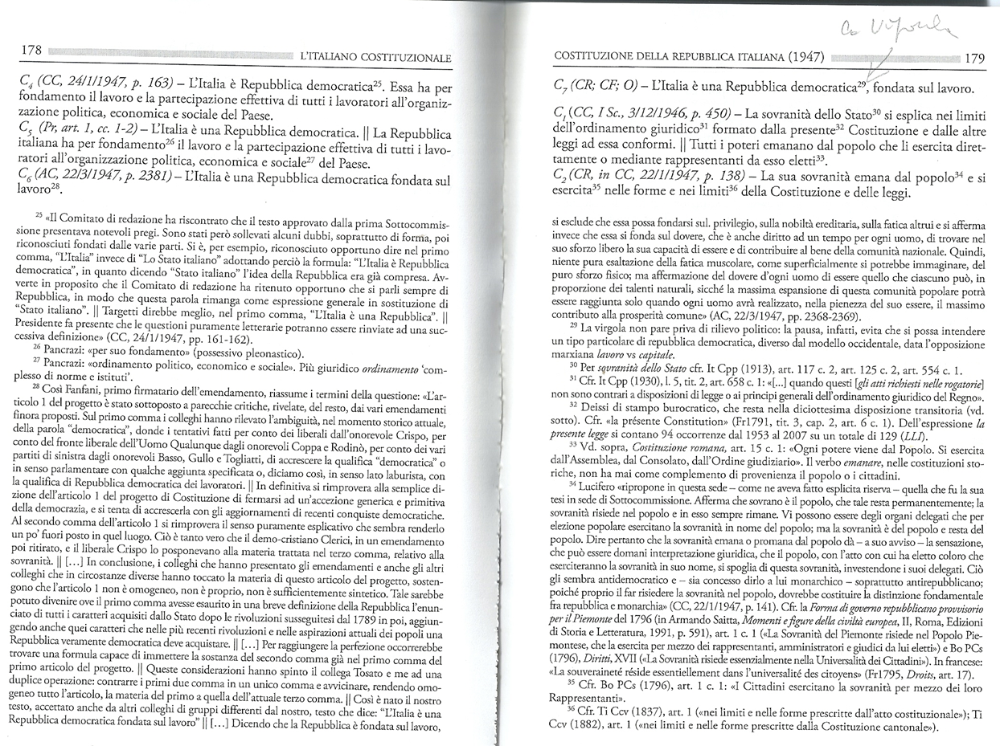 178 L'ITALIANO COSTITUZIONALE
C4 (CC, 24/1/1947, p. 163) – L'Italia è Repubblica democratica25. Essa ha per
fondamento il lavoro e la partecipazione effettiva di tutti i lavoratori all'organiz-
zazione politica, economica e sociale del Paese.
C5 (Pr, art. 1, cc. 1-2) – L'Italia è una Repubblica democratica. || La Repubblica
italiana ha per fondamento26 il lavoro e la partecipazione effettiva di tutti i lavo-
ratori all'organizzazione politica, economica e sociale27 del Paese.
C6 (AC, 22/3/1947, p. 2381) – L'Italia è una Repubblica democratica fondata sul
lavoro28.
25 «Il Comitato di redazione ha riscontrato che il testo approvato dalla prima Sottocommis-
sione presentava notevoli pregi. Sono stati però sollevati alcuni dubbi, soprattutto di forma, poi
riconosciuti fondati dalle varie parti. Si è, per esempio, riconosciuto opportuno dire nel primo
comma, "L'Italia" invece di "Lo Stato italiano" adottando perciò la formula: "L'Italia è Repubblica
democratica", in quanto dicendo "Stato italiano" l'idea della Repubblica era già compresa. Av-
verte in proposito che il Comitato di redazione ha ritenuto opportuno che si parli sempre di
Repubblica, in modo che questa parola rimanga come espressione generale in sostituzione di
"Stato italiano". || Targetti direbbe meglio, nel primo comma, "L'Italia è una Repubblica". ||
Presidente fa presente che le questioni puramente letterarie potranno essere rinviate ad una suc-
cessiva definizione» (CC, 24/1/1947, pp. 161-162).
26 Pancrazi: «per suo fondamento» (possessivo pleonastico).
27 Pancrazi: «ordinamento politico, economico e sociale». Più giuridico ordinamento 'com-
plesso di norme e istituti'.
28 Così Fanfani, primo firmatario dell'emendamento, riassume i termini della questione: «L'ar-
ticolo 1 del progetto è stato sottoposto a parecchie critiche, rivelate, del resto, dai vari emendamenti
finora proposti. Sul primo comma i colleghi hanno rilevato l'ambiguità, nel momento storico attuale,
della parola "democratica", donde i tentativi fatti per conto dei liberali dall'onorevole Crispo, per
conto del fronte liberale dell'Uomo Qualunque dagli onorevoli Coppa e Rodinò, per conto dei vari
partiti di sinistra dagli onorevoli Basso, Gullo e Togliatti, di accrescere la qualifica "democratica" o
in senso parlamentare con qualche aggiunta specificata o, diciamo così, in senso lato laburista, con
la qualifica di Repubblica democratica dei lavoratori. || In definitiva si rimprovera alla semplice di-
zione dell'articolo 1 del progetto di Costituzione di fermarsi ad un'accezione generica e primitiva
della democrazia, e si tenta di accrescerla con gli aggiornamenti di recenti conquiste democratiche.
Al secondo comma dell'articolo 1 si rimprovera il senso puramente esplicativo che sembra renderlo
un po' fuori posto in quel luogo. Ciò è tanto vero che il demo-cristiano Clerici, in un emendamento
poi ritirato, e il liberale Crispo lo posponevano alla materia trattata nel terzo comma, relativo alla
sovranità. || [...] In conclusione, i colleghi che hanno presentato gli emendamenti e anche gli altri
colleghi che in circostanze diverse hanno toccato la materia di questo articolo del progetto, sosten-
gono che l'articolo 1 non è omogeneo, non è proprio, non è sufficientemente sintetico. Tale sarebbe
potuto divenire ove il primo comma avesse esaurito in una breve definizione della Repubblica l'enun-
ciato di tutti i caratteri acquisiti dallo Stato dopo le rivoluzioni susseguitesi dal 1789 in poi, aggiun-
gendo anche quei caratteri che nelle più recenti rivoluzioni e nelle aspirazioni attuali dei popoli una
Repubblica veramente democratica deve acquistare. || [...] Per raggiungere la perfezione occorrerebbe
trovare una formula capace di immettere la sostanza del secondo comma già nel primo comma del
primo articolo del progetto. || Queste considerazioni hanno spinto il collega Tosato e me ad una
duplice operazione: contrarre i primi due comma in un unico comma e avvicinare, rendendo omo-
geneo tutto l'articolo, la materia del primo a quella dell'attuale terzo comma. || Così è nato il nostro
testo, accettato anche da altri colleghi di gruppi differenti dal nostro, testo che dice: "L'Italia è una
Repubblica democratica fondata sul lavoro" || [...] Dicendo che la Repubblica è fondata sul lavoro,
Virgola
COSTITUZIONE DELLA REPUBBLICA ITALIANA (1947) 179
C7 (CR; CF; O) – L'Italia è una Repubblica democratica29, fondata sul lavoro.
C1 (CC, I Sc., 3/12/1946, p. 450) – La sovranità dello Stato30 si esplica nei limiti
dell'ordinamento giuridico31 formato dalla presente32 Costituzione e dalle altre
leggi ad essa conformi. || Tutti i poteri emanano dal popolo che li esercita diret-
tamente o mediante rappresentanti da esso eletti33.
C2 (CR, in CC, 22/1/1947, p. 138) – La sua sovranità emana dal popolo34 e si
esercita35 nelle forme e nei limiti36 della Costituzione e delle leggi.
si esclude che essa possa fondarsi sul. privilegio, sulla nobiltà ereditaria, sulla fatica altrui e si afferma
invece che essa si fonda sul dovere, che è anche diritto ad un tempo per ogni uomo, di trovare nel
suo sforzo libero la sua capacità di essere e di contribuire al bene della comunità nazionale. Quindi,
niente pura esaltazione della fatica muscolare, come superficialmente si potrebbe immaginare, del
puro sforzo fisico; ma affermazione del dovere d'ogni uomo di essere quello che ciascuno può, in
proporzione dei talenti naturali, sicché la massima espansione di questa comunità popolare potrà
essere raggiunta solo quando ogni uomo avrà realizzato, nella pienezza del suo essere, il massimo
contributo alla prosperità comune» (AC, 22/3/1947, pp. 2368-2369).
29 La virgola non pare priva di rilievo politico: la pausa, infatti, evita che si possa intendere
un tipo particolare di repubblica democratica, diverso dal modello occidentale, data l'opposizione
marxiana lavoro vs capitale.
30 Per sovranità dello Stato cfr. It Cpp (1913), art. 117 c. 2, art. 125 c. 2, art. 554 c. 1.
31 Cfr. It Cpp (1930), l. 5, tit. 2, art. 658 c. 1: «[...] quando questi [gli atti richiesti nelle rogatorie]
non sono contrari a disposizioni di legge o ai principi generali dell'ordinamento giuridico del Regno».
32 Deissi di stampo burocratico, che resta nella diciottesima disposizione transitoria (vd.
sotto). Cfr. «la présente Constitution» (Fr1791, tit. 3, cap. 2, art. 6 c. 1). Dell'espressione la
presente legge si contano 94 occorrenze dal 1953 al 2007 su un totale di 129 (LLI).
33 Vd. sopra, Costituzione romana, art. 15 c. 1: «Ogni potere viene dal Popolo. Si esercita
dall'Assemblea, dal Consolato, dall'Ordine giudiziario». Il verbo emanare, nelle costituzioni sto-
riche, non ha mai come complemento di provenienza il popolo o i cittadini.
34 Lucifero «ripropone in questa sede – come ne aveva fatto esplicita riserva – quella che fu la sua
tesi in sede di Sottocommissione. Afferma che sovrano è il popolo, che tale resta permanentemente; la
sovranità risiede nel popolo e in esso sempre rimane. Vi possono essere degli organi delegati che per
elezione popolare esercitano la sovranità in nome del popolo; ma la sovranità è del popolo e resta del
popolo. Dire pertanto che la sovranità emana o promana dal popolo dà – a suo avviso – la sensazione,
che può essere domani interpretazione giuridica, che il popolo, con l'atto con cui ha eletto coloro che
eserciteranno la sovranità in suo nome, si spoglia di questa sovranità, investendone i suoi delegati. Ciò
gli sembra antidemocratico e – sia concesso dirlo a lui monarchico – soprattutto antirepubblicano;
poiché proprio il far risiedere la sovranità nel popolo, dovrebbe costituire la distinzione fondamentale
fra repubblica e monarchia» (CC, 22/1/1947, p. 141). Cfr. la Forma di governo repubblicano provvisorio
per il Piemonte del 1796 (in Armando Saitta, Momenti e figure della civiltà europea, II, Roma, Edizioni
di Storia e Letteratura, 1991, p. 591), art. 1 c. 1 («La Sovranità del Piemonte risiede nel Popolo Pie-
montese, che la esercita per mezzo dei rappresentanti, amministratori e giudici da lui eletti») e Bo PCs
(1796), Diritti, XVII («La Sovranità risiede essenzialmente nella Universalità dei Cittadini»). In francese:
«La souveraineté réside essentiellement dans l'universalité des citoyens» (Fr1795, Droits, art. 17).
35 Cfr. Bo PCs (1796), art. 1 c. 1: «I Cittadini esercitano la sovranità per mezzo dei loro
Rappresentanti».
36 Cfr. Ti Ccv (1837), art. 1 («nei limiti e nelle forme prescritte dall'atto costituzionale»); Ti
Ccv (1882), art. 1 («nei limiti e nelle forme prescritte dalla Costituzione cantonale»).